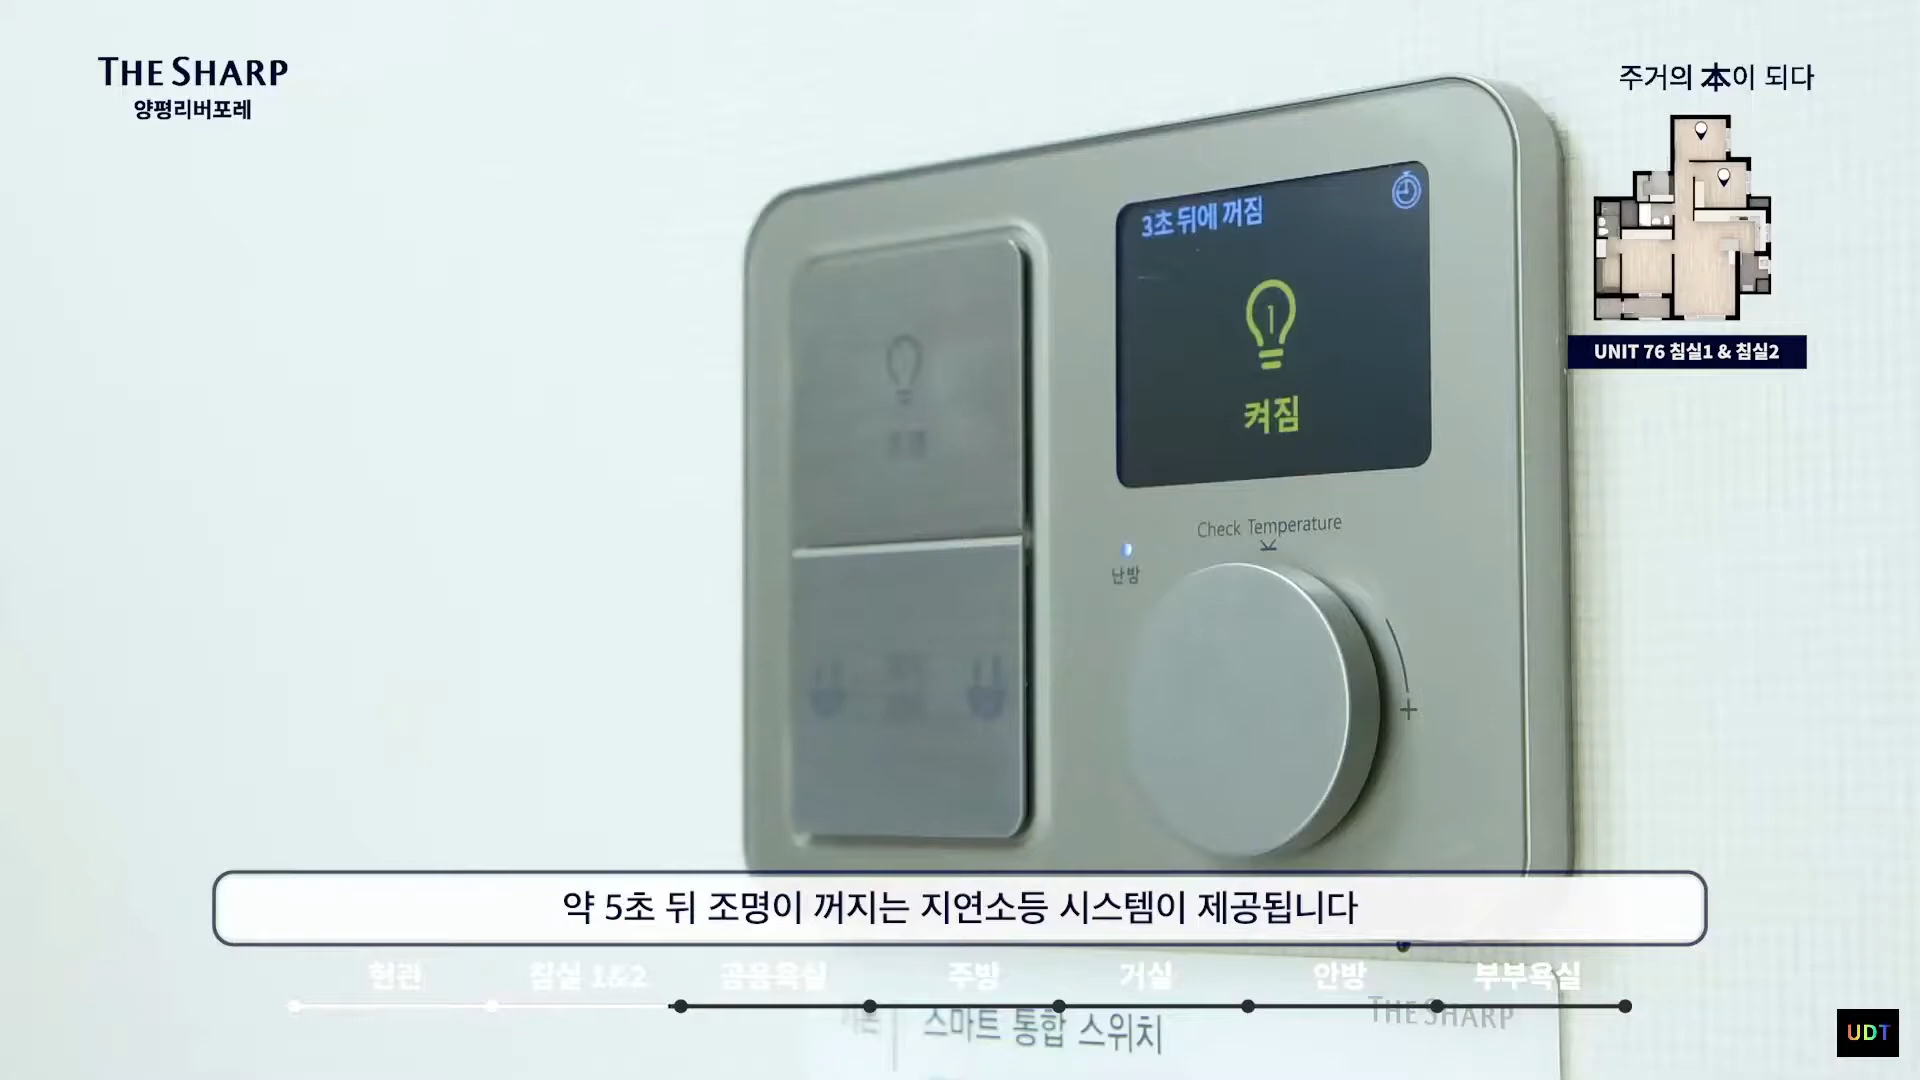 THE SHARP
양평리버포레
주거의 本이 되다
UNIT 76 침실1 & 침실2
3초 뒤에 꺼짐
1
켜짐
Check Temperature
난방
+
약 5초 뒤 조명이 꺼지는 지연소등 시스템이 제공됩니다
현관 침실 1&2 공용욕실 주방 거실 안방 부부욕실
스마트 통합 스위치
THE SHARP
UDT